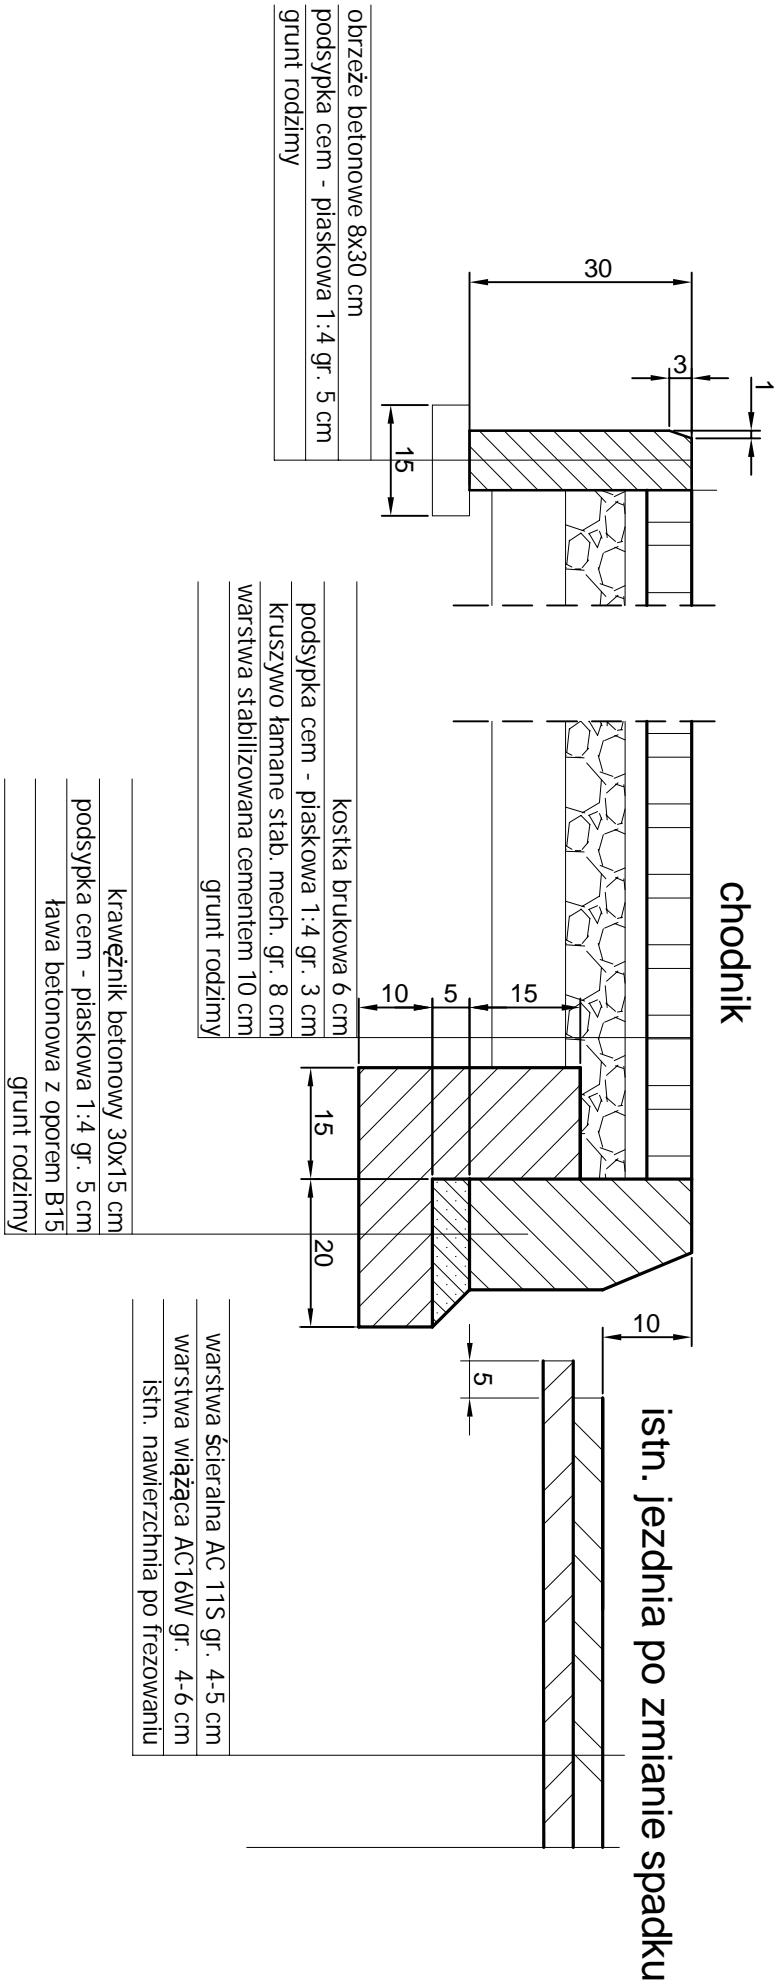 chodnik
istn. jezdnia po zmianie spadku
1
3
30
15
obrzeże betonowe 8x30 cm
podsypka cem - piaskowa 1:4 gr. 5 cm
grunt rodzimy
kostka brukowa 6 cm
podsypka cem - piaskowa 1:4 gr. 3 cm
kruszywo łamane stab. mech. gr. 8 cm
warstwa stabilizowana cementem 10 cm
grunt rodzimy
15
5
10
15
20
10
5
krawężnik betonowy 30x15 cm
podsypka cem - piaskowa 1:4 gr. 5 cm
ława betonowa z oporem B15
grunt rodzimy
warstwa ścieralna AC 11S gr. 4-5 cm
warstwa wiążąca AC16W gr. 4-6 cm
istn. nawierzchnia po frezowaniu